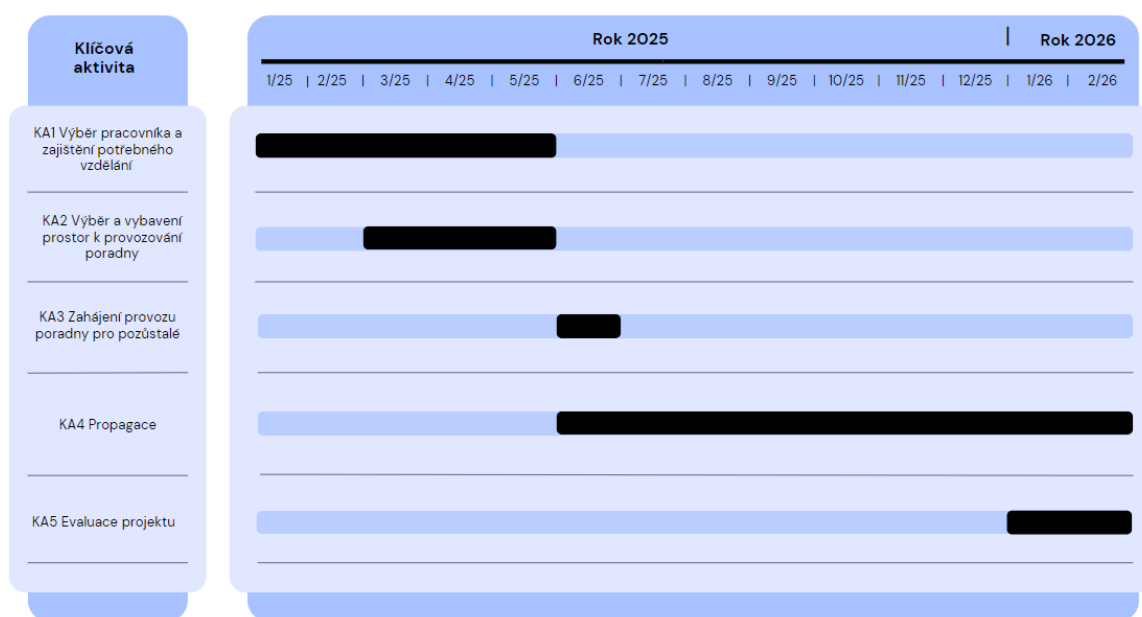 Klíčová
aktivita
Rok 2025 | Rok 2026
1/25 | 2/25 | 3/25 | 4/25 | 5/25 | 6/25 | 7/25 | 8/25 | 9/25 | 10/25 | 11/25 | 12/25 | 1/26 | 2/26
KA1 Výběr pracovníka a
zajištění potřebného
vzdělání
KA2 Výběr a vybavení
prostor k provozování
poradny
KA3 Zahájení provozu
poradny pro pozůstalé
KA4 Propagace
KA5 Evaluace projektu